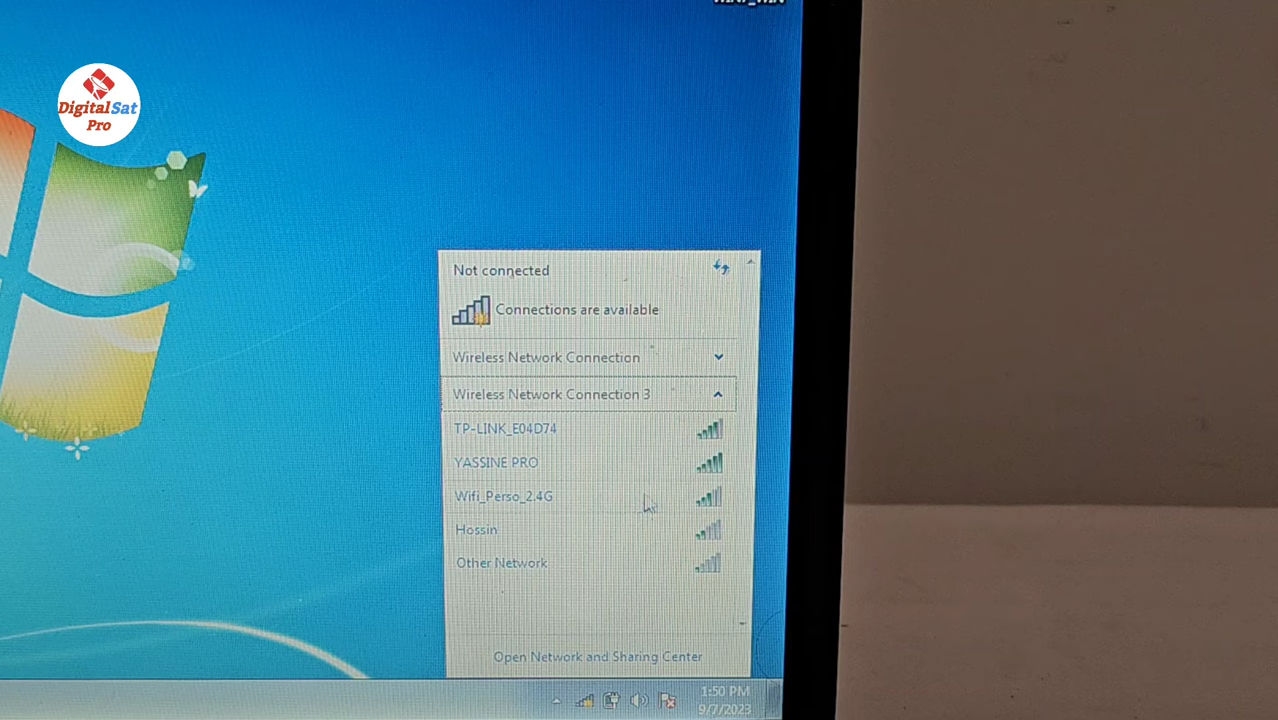 DigitalSat
Pro
Not connected
Connections are available
Wireless Network Connection
Wireless Network Connection 3
TP-LINK_E04D74
YASSINE PRO
Wifi_Perso_2.4G
Hossin
Other Network
Open Network and Sharing Center
1:50 PM
9/7/2023